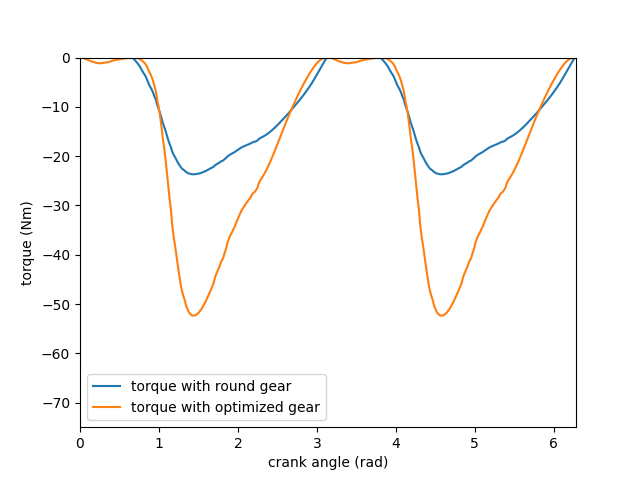 0
−10
−20
−30
−40
−50
−60
−70
torque (Nm)
torque with round gear
torque with optimized gear
0 1 2 3 4 5 6
crank angle (rad)